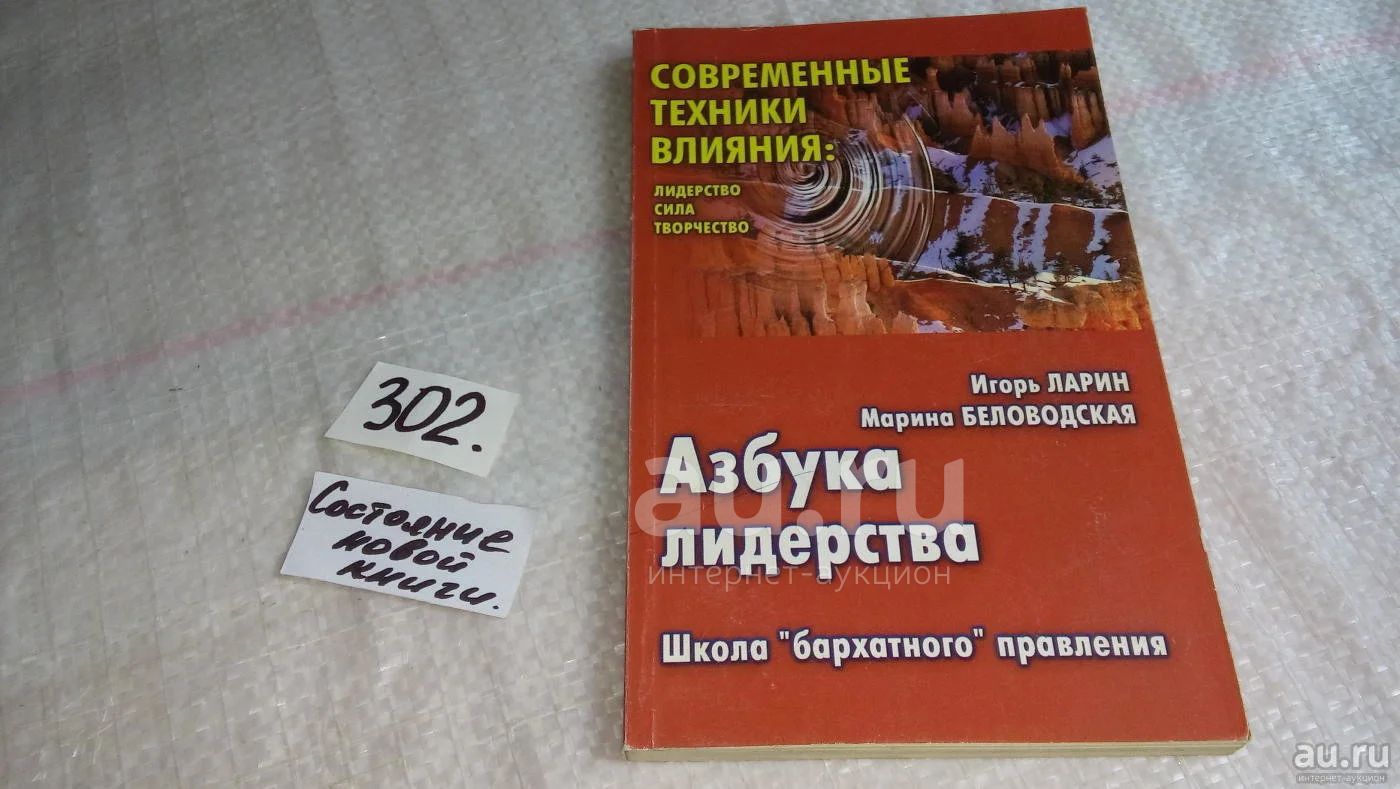 СОВРЕМЕННЫЕ
ТЕХНИКИ
ВЛИЯНИЯ:
ЛИДЕРСТВО
СИЛА
ТВОРЧЕСТВО
Игорь ЛАРИН
Марина БЕЛОВОДСКАЯ
Азбука
лидерства
Школа "бархатного" правления
302.
Состояние
новой
книги.
au.ru
интернет-аукцион
au.ru
интернет-аукцион